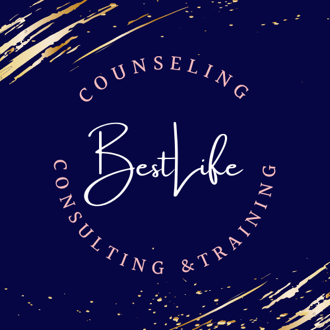 COUNSELING
BestLife
CONSULTING & TRAINING